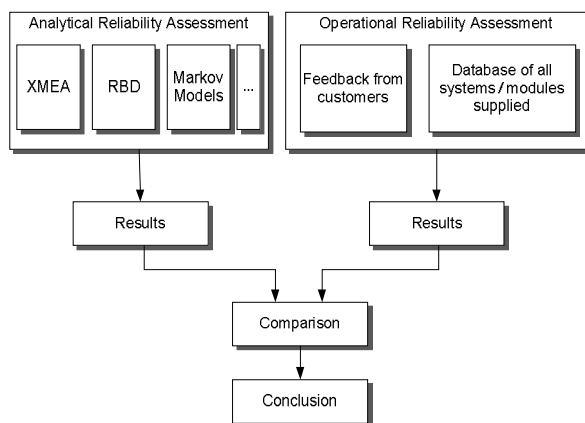 Analytical Reliability Assessment
XMEA
RBD
Markov
Models
...
Operational Reliability Assessment
Feedback from
customers
Database of all
systems / modules
supplied
Results
Results
Comparison
Conclusion